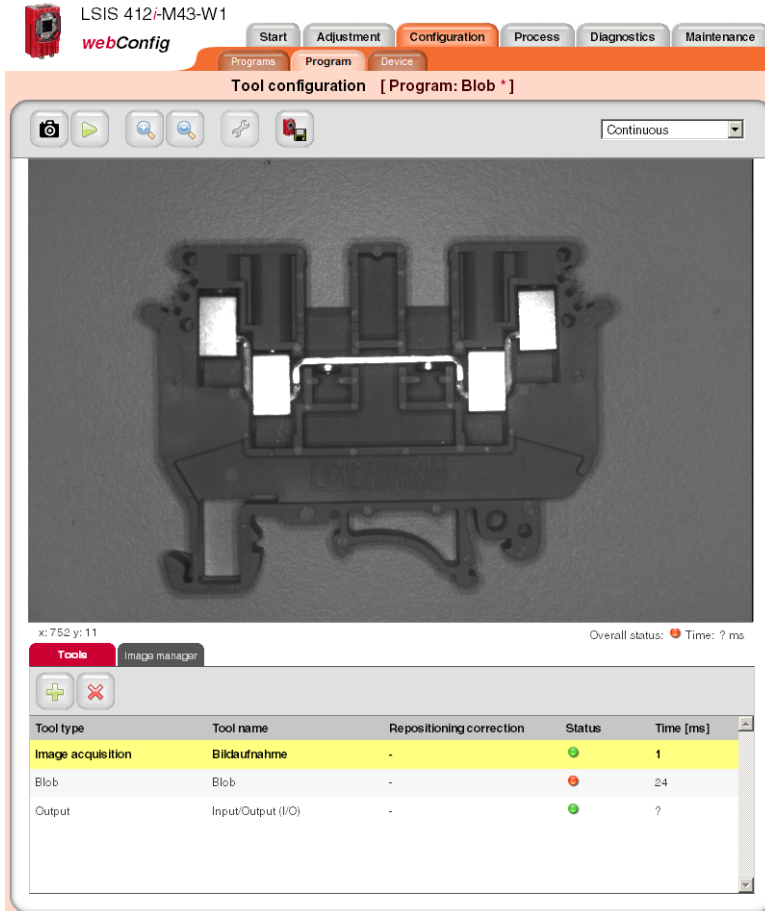 LSIS 412i-M43-W1
webConfig
Start Adjustment Configuration Process Diagnostics Maintenance
Programs Program Device
Tool configuration [ Program: Blob * ]
Continuous
x: 752 y: 11
Overall status: Time: ? ms
Tools Image manager
Tool type Tool name Repositioning correction Status Time [ms]
Image acquisition Bildaufnahme - 1
Blob Blob - 24
Output Input/Output (I/O) - ?